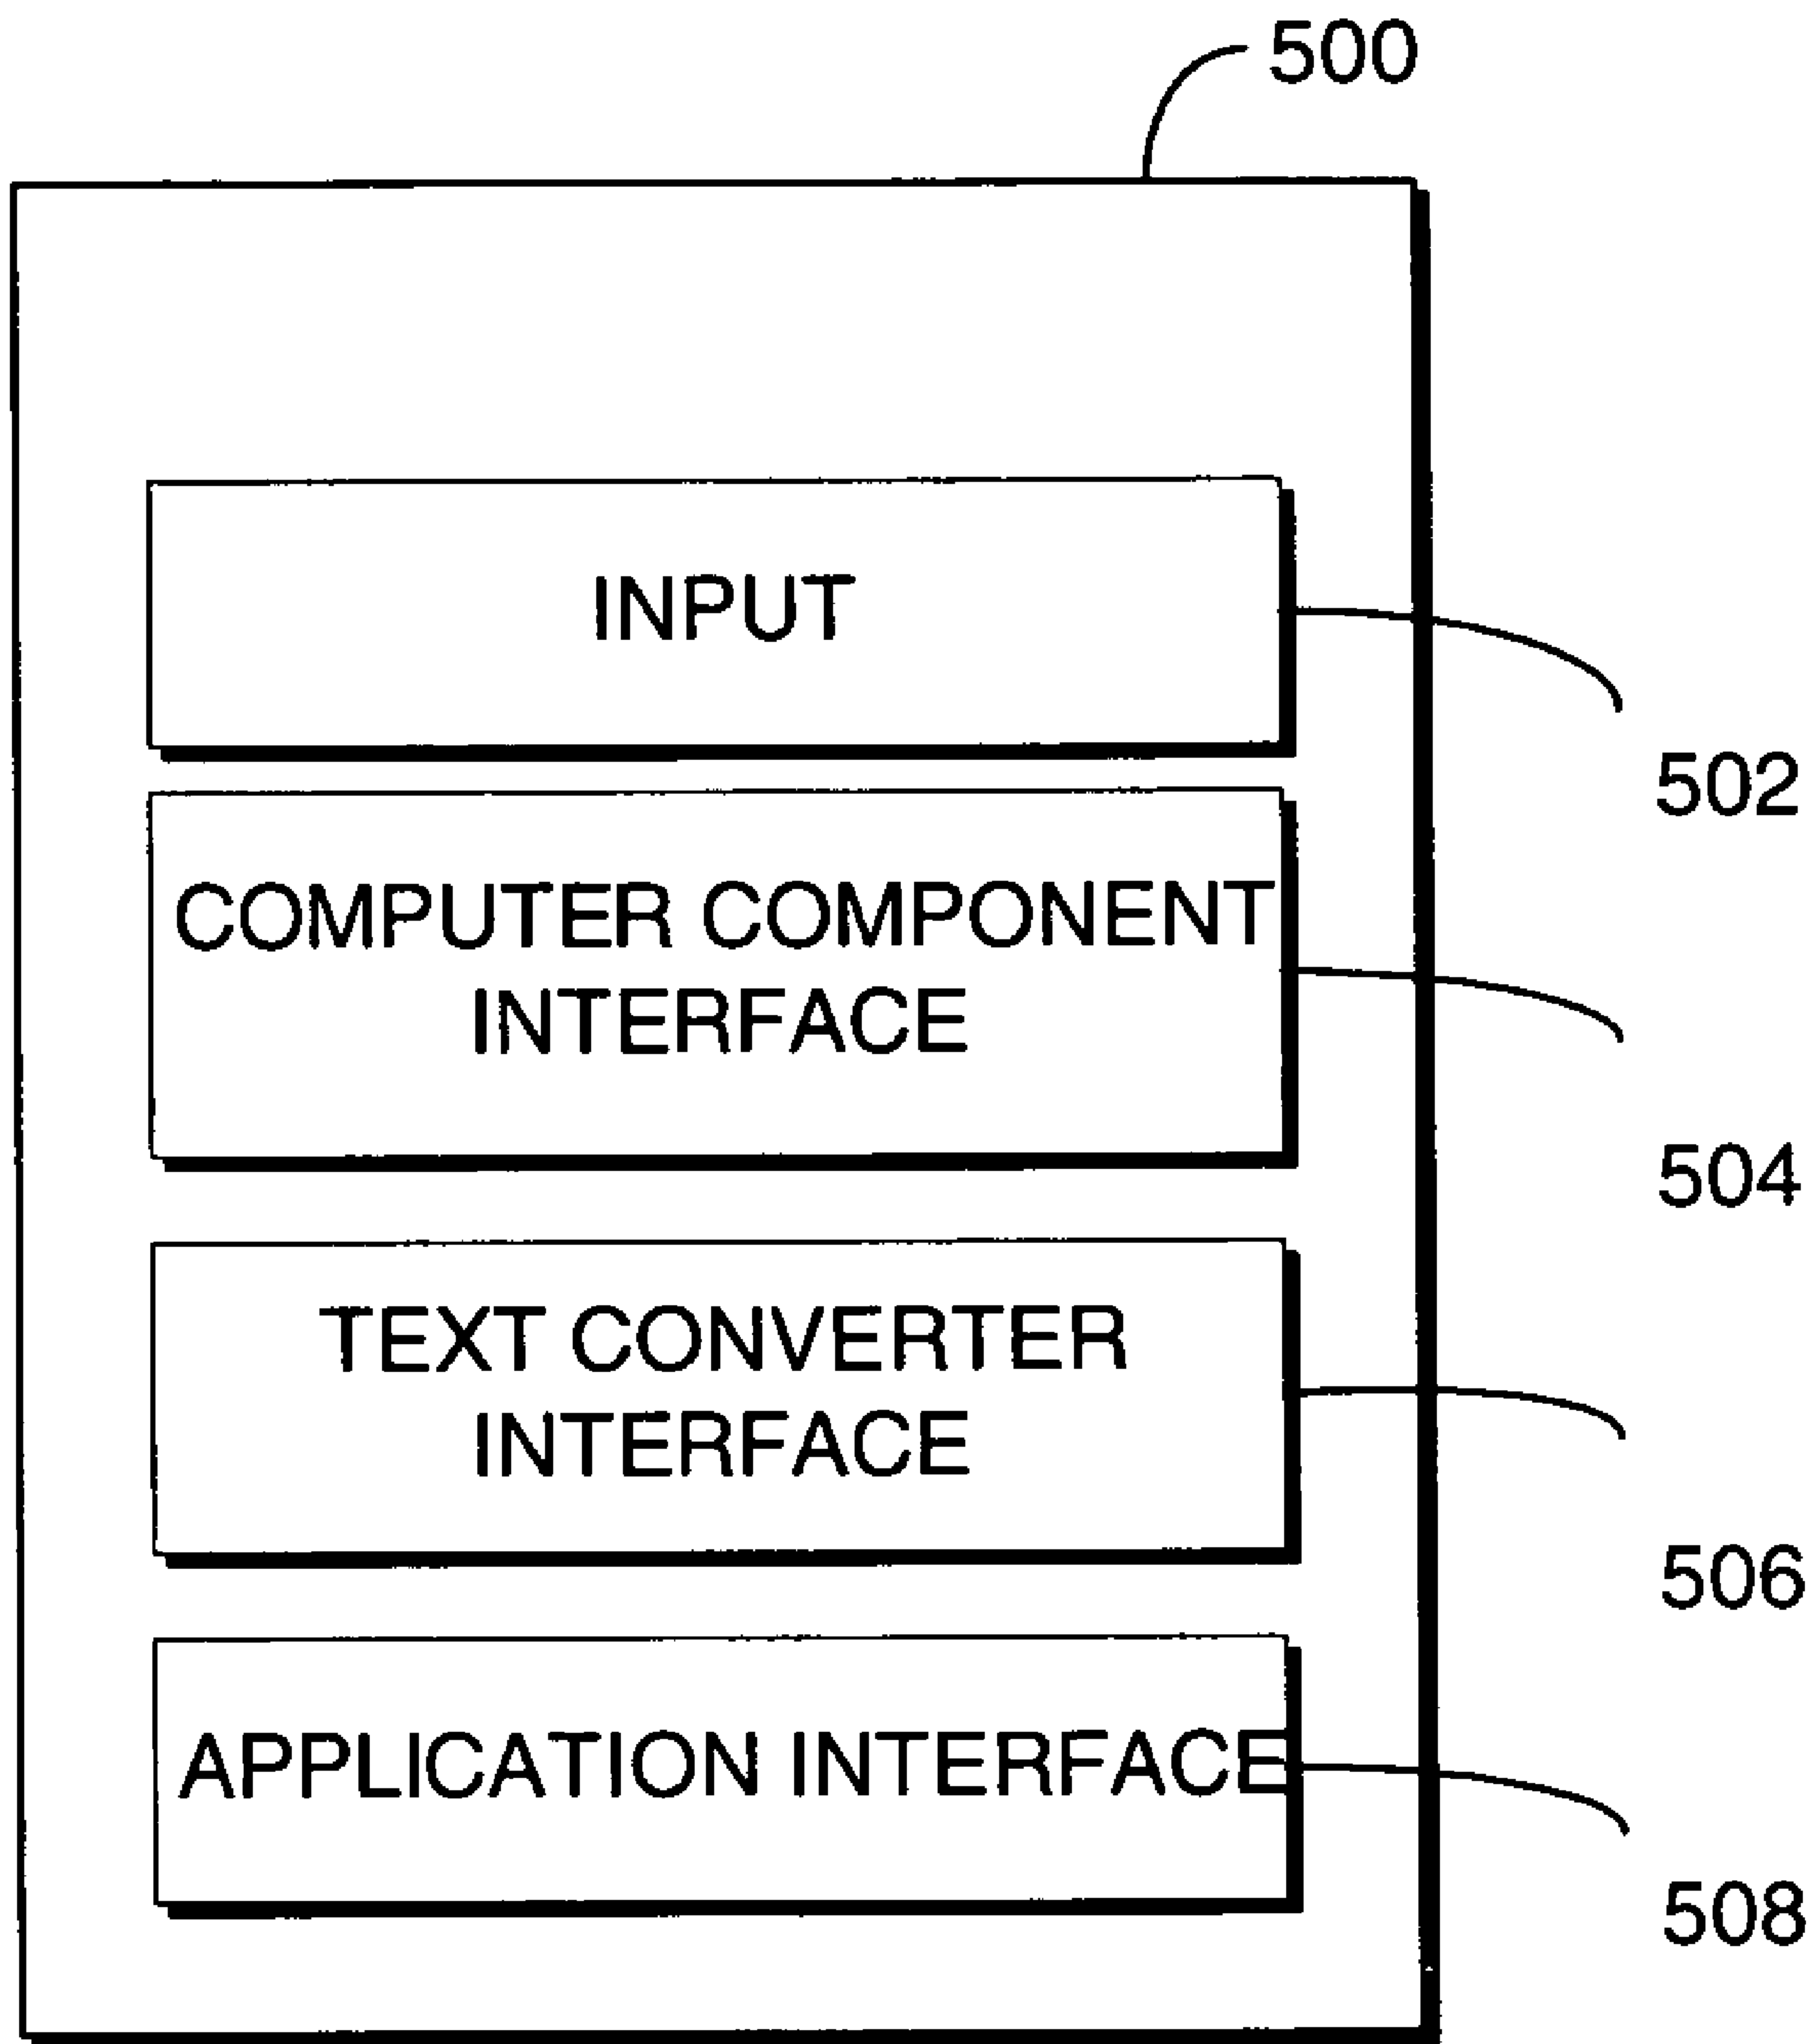 500
INPUT
502
COMPUTER COMPONENT
INTERFACE
504
TEXT CONVERTER
INTERFACE
506
APPLICATION INTERFACE
508